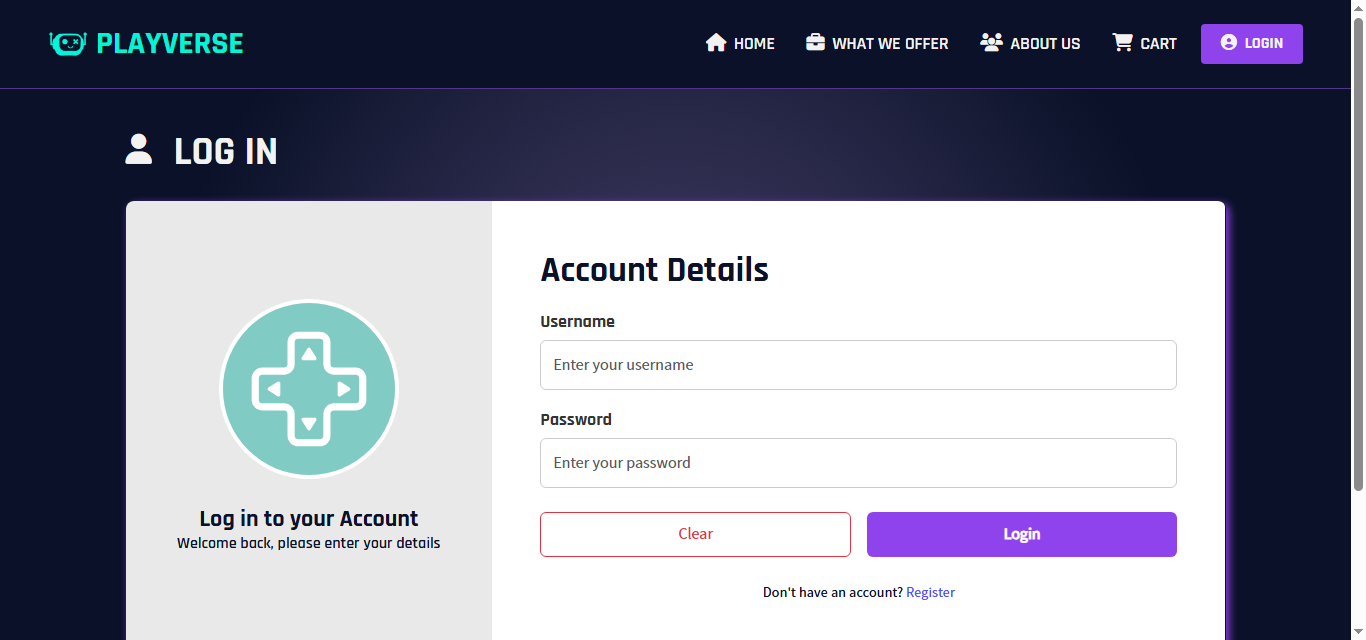 PLAYVERSE HOME WHAT WE OFFER ABOUT US CART LOGIN
LOG IN
Account Details
Username
Enter your username
Password
Enter your password
Clear Login
Don't have an account? Register
Log in to your Account
Welcome back, please enter your details